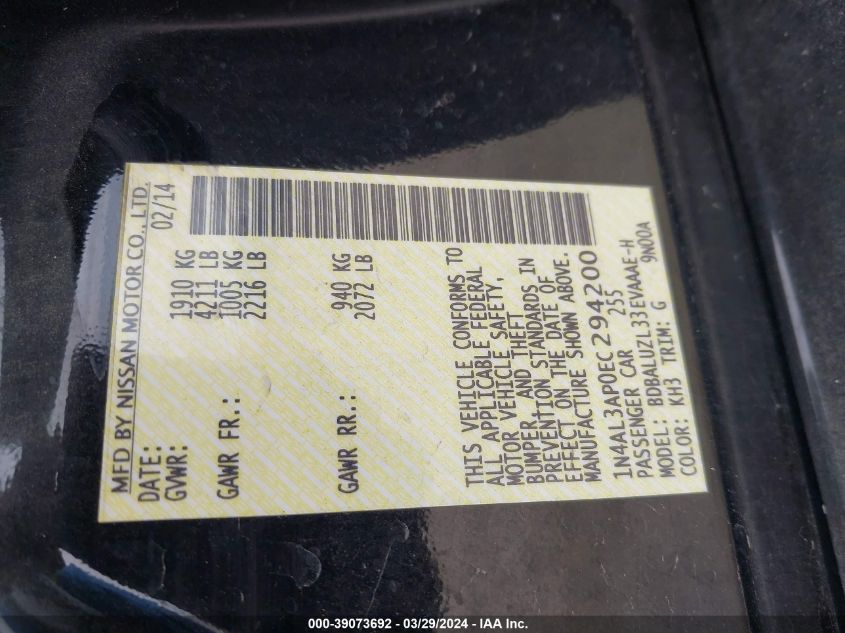 MFD BY NISSAN MOTOR CO., LTD.
DATE: 02/14
GVWR: 1910 KG
4211 LB
GAWR FR.: 1005 KG
2216 LB
GAWR RR.: 940 KG
2072 LB
THIS VEHICLE CONFORMS TO
ALL APPLICABLE FEDERAL
MOTOR VEHICLE SAFETY,
BUMPER AND THEFT
PREVENTION STANDARDS IN
EFFECT ON THE DATE OF
MANUFACTURE SHOWN ABOVE.
1N4AL3AP0EC294200
PASSENGER CAR 255
MODEL: BDBALUZL33EVAAAE-H
COLOR: KH3 TRIM: G 9N00A
000-39073692 - 03/29/2024 - IAA Inc.